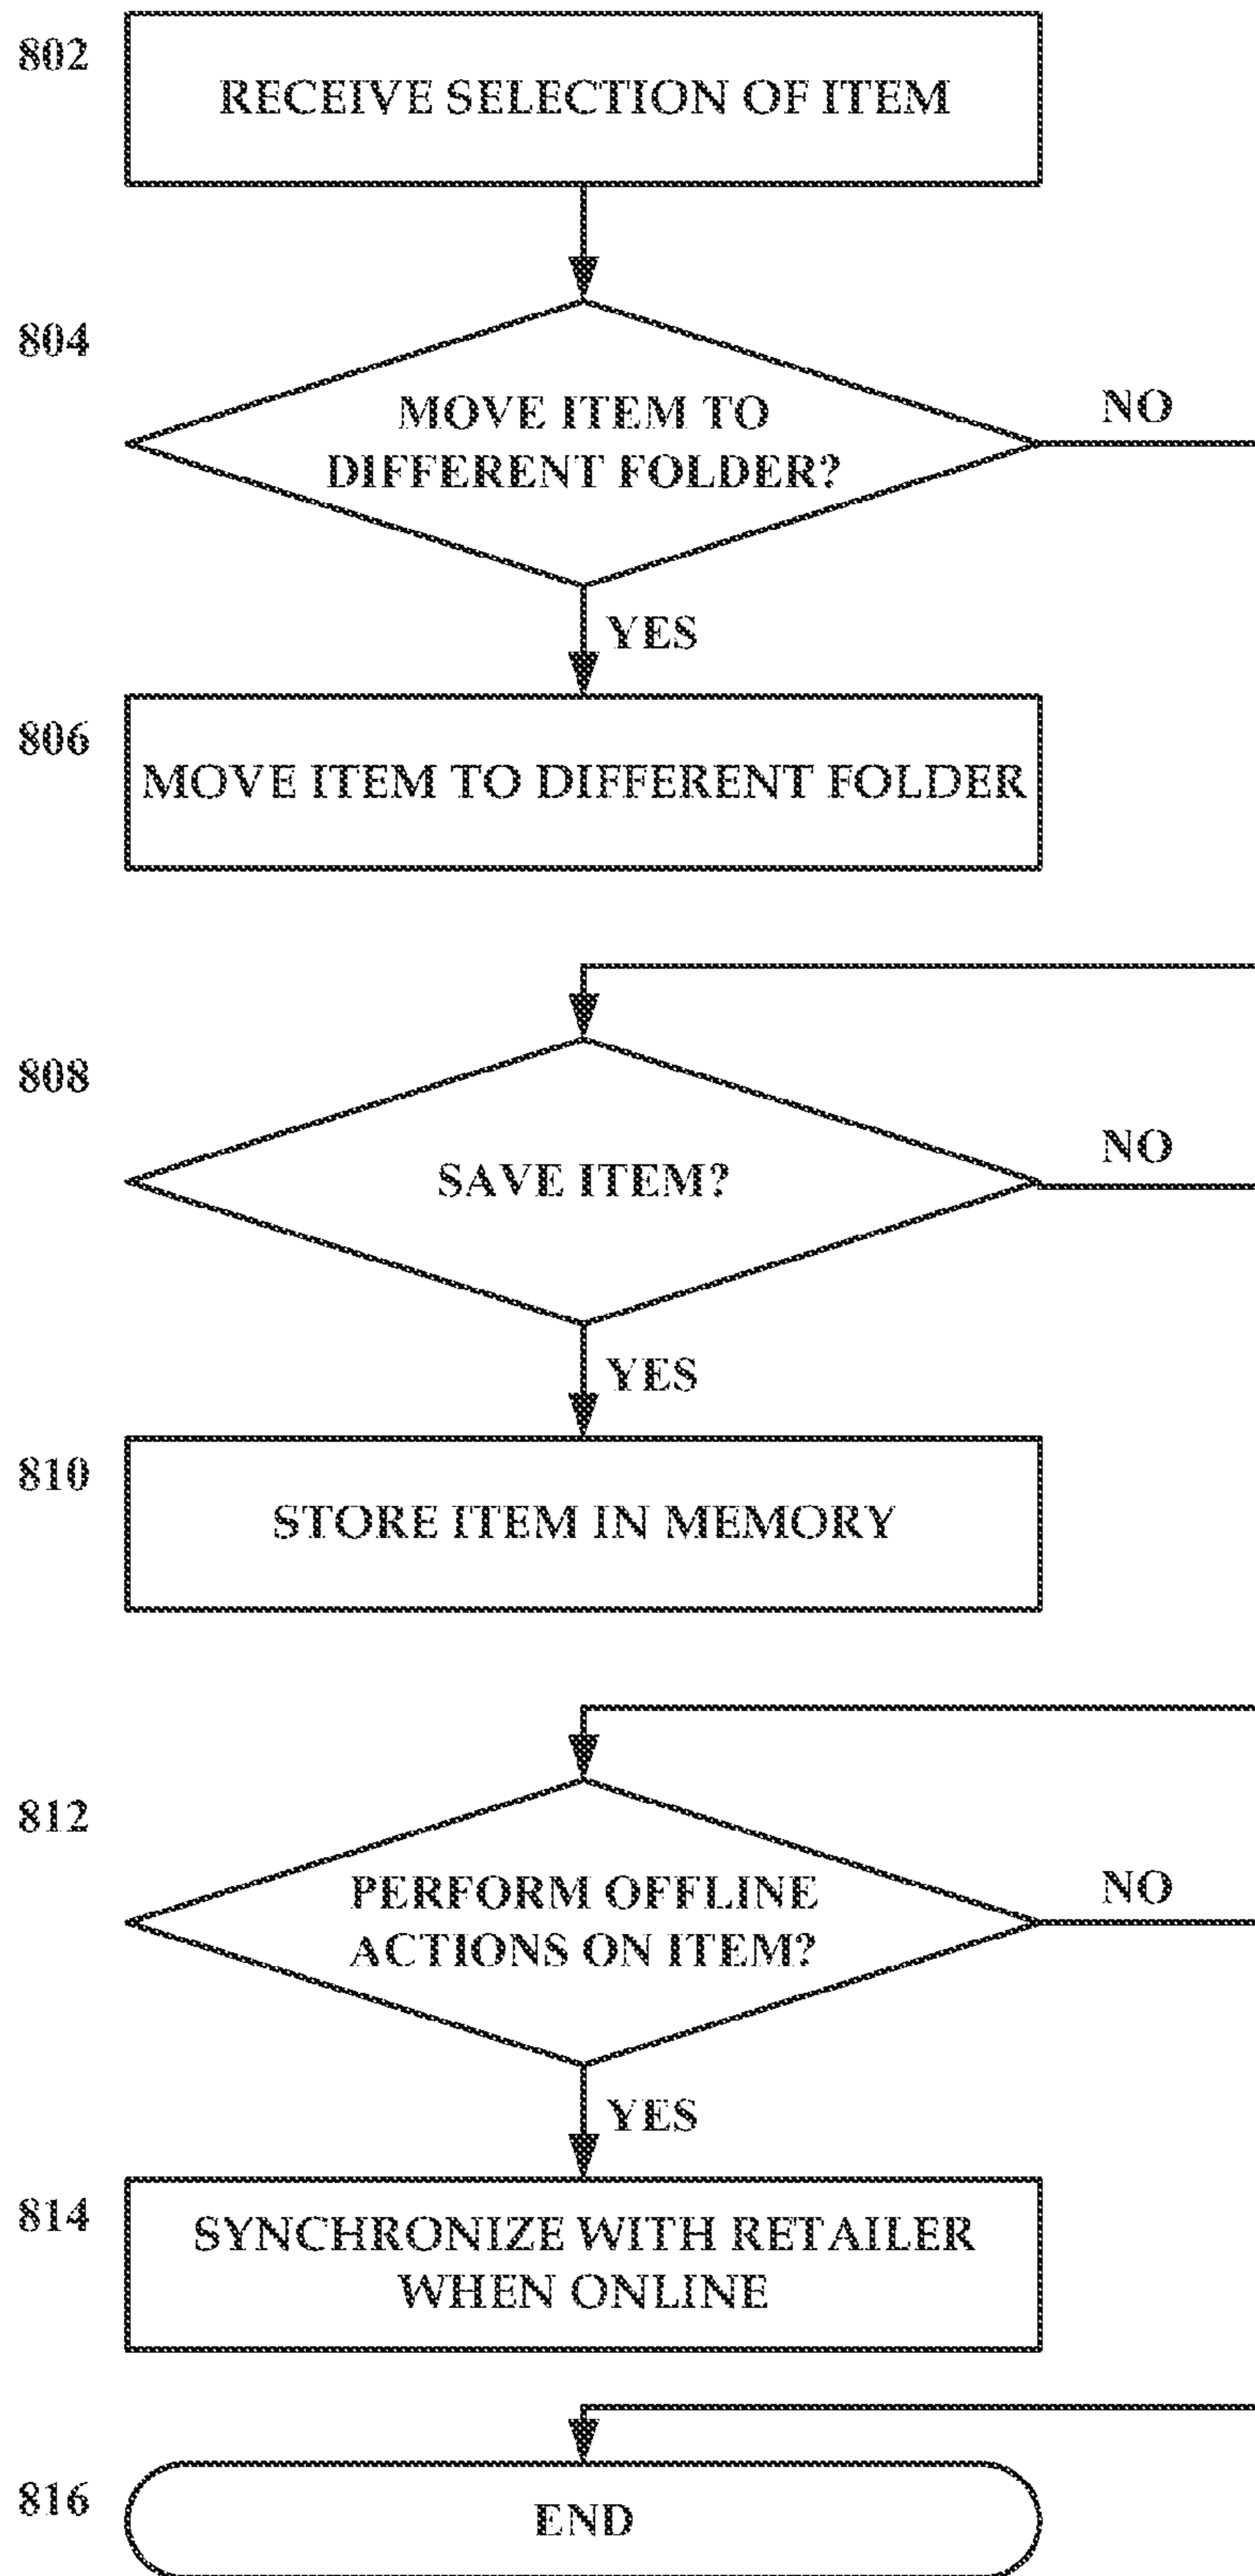 802
RECEIVE SELECTION OF ITEM
804
MOVE ITEM TO
DIFFERENT FOLDER?
NO
YES
806
MOVE ITEM TO DIFFERENT FOLDER
808
SAVE ITEM?
NO
YES
810
STORE ITEM IN MEMORY
812
PERFORM OFFLINE
ACTIONS ON ITEM?
NO
YES
814
SYNCHRONIZE WITH RETAILER
WHEN ONLINE
816
END